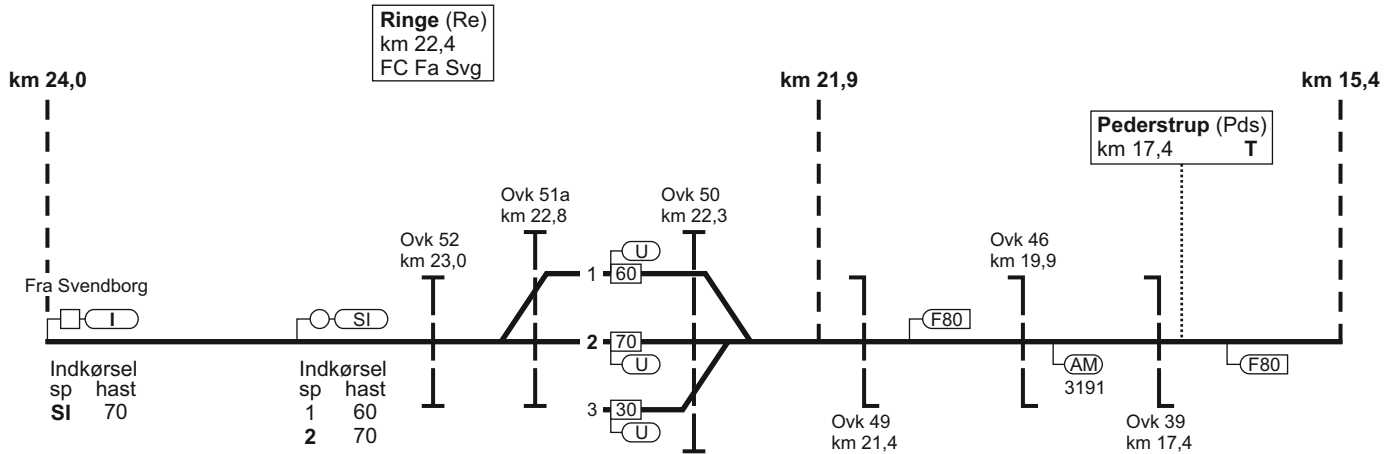 Ringe (Re)
km 22,4
FC Fa Svg
km 24,0
km 21,9
km 15,4
Pederstrup (Pds)
km 17,4 T
Ovk 51a
km 22,8
Ovk 50
km 22,3
Ovk 52
km 23,0
Ovk 46
km 19,9
Fra Svendborg
I
SI
U
1 60
2 70
U
3 30
U
F80
AM
3191
F80
Indkørsel
sp hast
SI 70
Indkørsel
sp hast
1 60
2 70
Ovk 49
km 21,4
Ovk 39
km 17,4